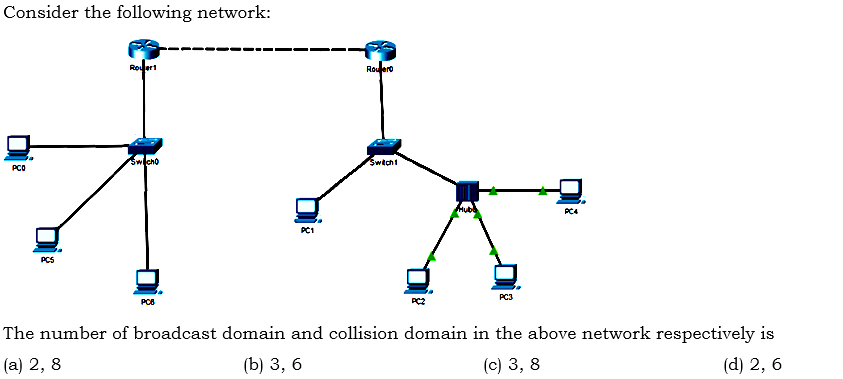 Consider the following network:
Router1
Router0
PC0
Switch0
Switch1
Hub0
PC4
PC1
PC5
PC6
PC2
PC3
The number of broadcast domain and collision domain in the above network respectively is
(a) 2, 8 (b) 3, 6 (c) 3, 8 (d) 2, 6